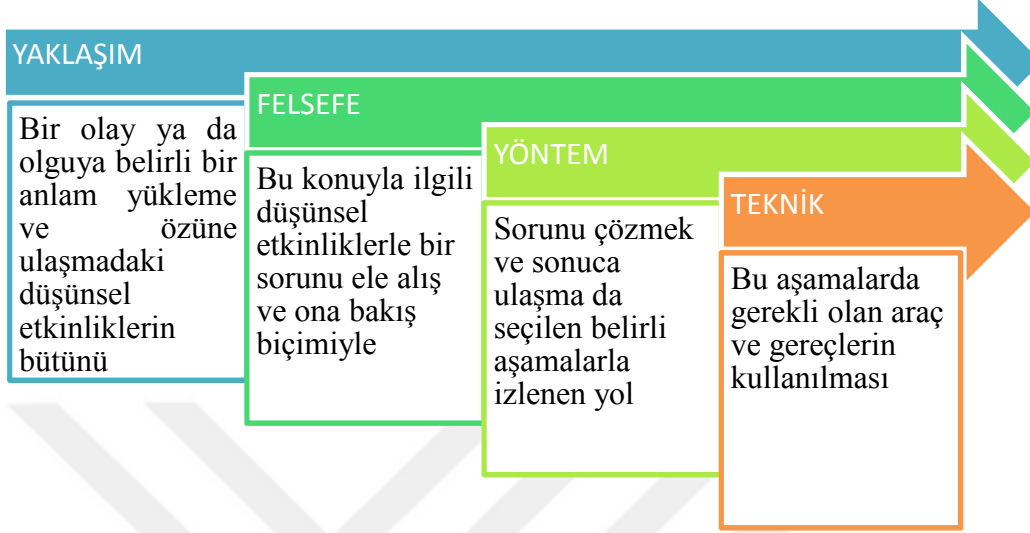 YAKLAŞIM
Bir olay ya da
olguya belirli bir
anlam yükleme
ve özüne
ulaşmadaki
düşünsel
etkinliklerin
bütünü
FELSEFE
Bu konuyla ilgili
düşünsel
etkinliklerle bir
sorunu ele alış
ve ona bakış
biçimiyle
YÖNTEM
Sorunu çözmek
ve sonuca
ulaşma da
seçilen belirli
aşamalarla
izlenen yol
TEKNİK
Bu aşamalarda
gerekli olan araç
ve gereçlerin
kullanılması